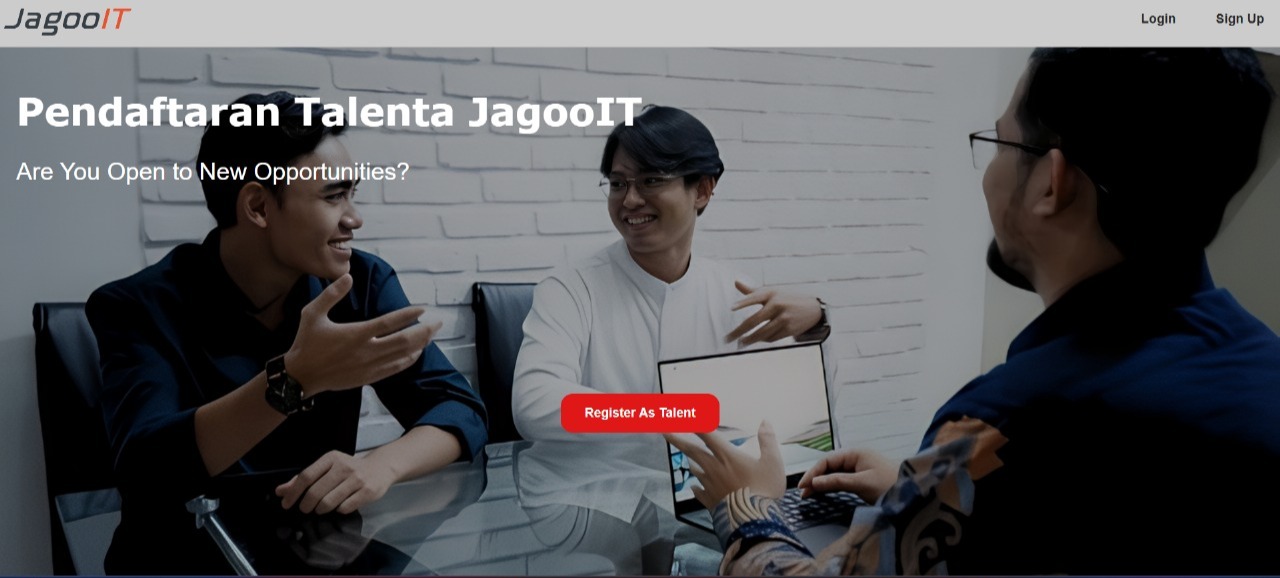 JagooIT
Login
Sign Up
Pendaftaran Talenta JagooIT
Are You Open to New Opportunities?
Register As Talent